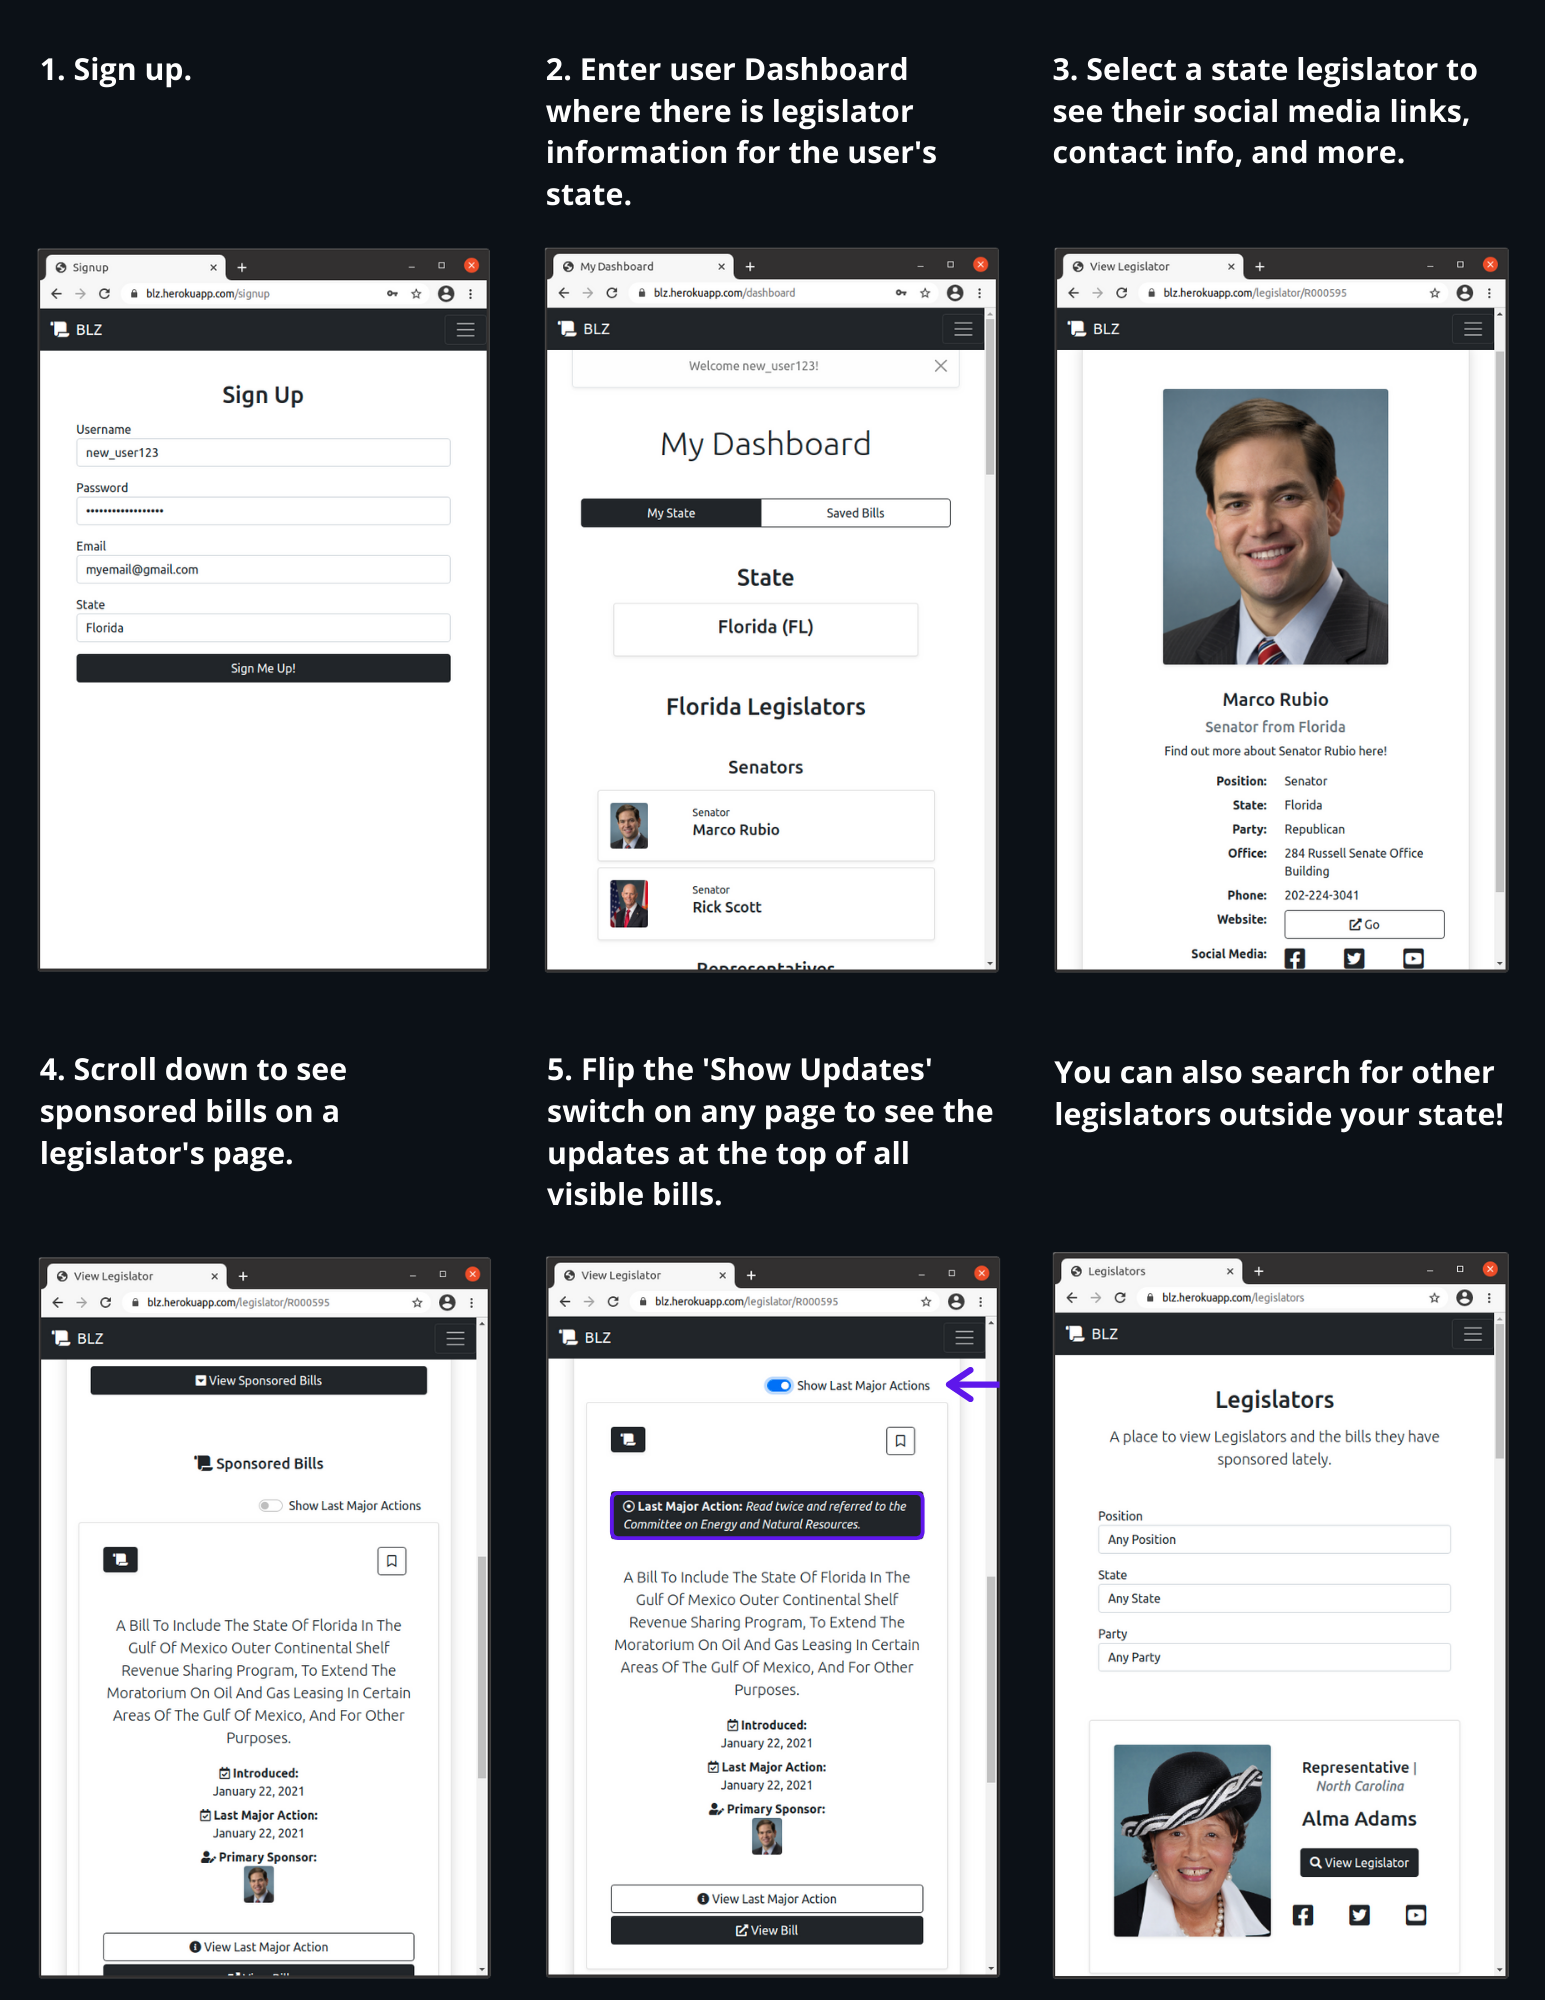 1. Sign up.
2. Enter user Dashboard
where there is legislator
information for the user's
state.
3. Select a state legislator to
see their social media links,
contact info, and more.
Signup
blz.herokuapp.com/signup
BLZ
Sign Up
Username
new_user123
Password
••••••••••••••••••
Email
myemail@gmail.com
State
Florida
Sign Me Up!
My Dashboard
blz.herokuapp.com/dashboard
BLZ
Welcome new_user123!
My Dashboard
My State
Saved Bills
State
Florida (FL)
Florida Legislators
Senators
Senator
Marco Rubio
Senator
Rick Scott
Representatives
View Legislator
blz.herokuapp.com/legislator/R000595
BLZ
Marco Rubio
Senator from Florida
Find out more about Senator Rubio here!
Position: Senator
State: Florida
Party: Republican
Office: 284 Russell Senate Office
Building
Phone: 202-224-3041
Website: Go
Social Media:
4. Scroll down to see
sponsored bills on a
legislator's page.
5. Flip the 'Show Updates'
switch on any page to see the
updates at the top of all
visible bills.
You can also search for other
legislators outside your state!
View Legislator
blz.herokuapp.com/legislator/R000595
BLZ
View Sponsored Bills
Sponsored Bills
Show Last Major Actions
A Bill To Include The State Of Florida In The
Gulf Of Mexico Outer Continental Shelf
Revenue Sharing Program, To Extend The
Moratorium On Oil And Gas Leasing In Certain
Areas Of The Gulf Of Mexico, And For Other
Purposes.
Introduced:
January 22, 2021
Last Major Action:
January 22, 2021
Primary Sponsor:
View Last Major Action
View Legislator
blz.herokuapp.com/legislator/R000595
BLZ
Show Last Major Actions
Last Major Action: Read twice and referred to the
Committee on Energy and Natural Resources.
A Bill To Include The State Of Florida In The
Gulf Of Mexico Outer Continental Shelf
Revenue Sharing Program, To Extend The
Moratorium On Oil And Gas Leasing In Certain
Areas Of The Gulf Of Mexico, And For Other
Purposes.
Introduced:
January 22, 2021
Last Major Action:
January 22, 2021
Primary Sponsor:
View Last Major Action
View Bill
Legislators
blz.herokuapp.com/legislators
BLZ
Legislators
A place to view Legislators and the bills they have
sponsored lately.
Position
Any Position
State
Any State
Party
Any Party
Representative |
North Carolina
Alma Adams
View Legislator